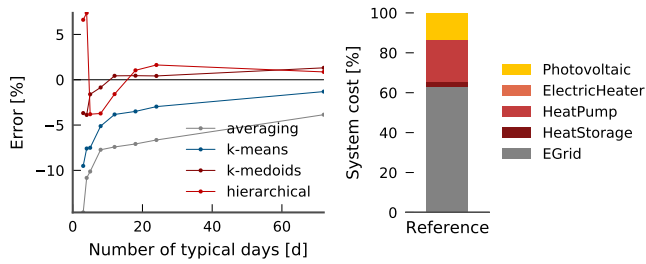 Error [%]
5
0
−5
−10
0
20
40
60
Number of typical days [d]
averaging
k-means
k-medoids
hierarchical
System cost [%]
100
80
60
40
20
0
Reference
Photovoltaic
ElectricHeater
HeatPump
HeatStorage
EGrid